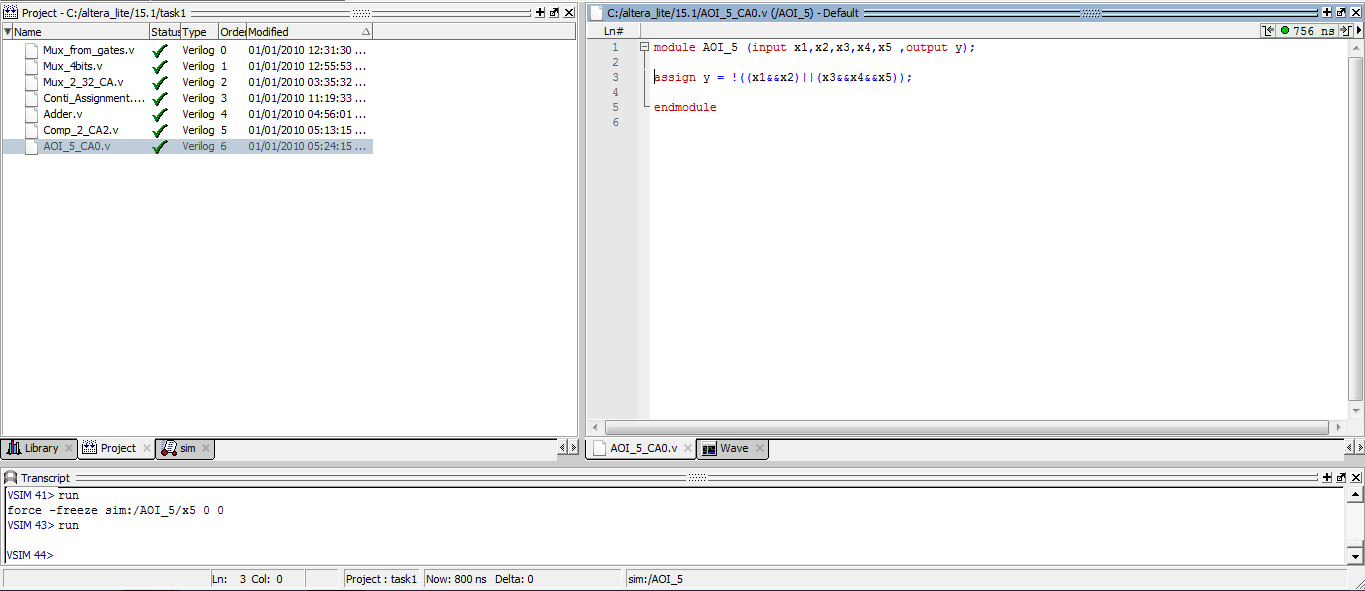 Project - C:/altera_lite/15.1/task1
Name Status Type Order Modified
Mux_from_gates.v Verilog 0 01/01/2010 12:31:30 ...
Mux_4bits.v Verilog 1 01/01/2010 12:55:53 ...
Mux_2_32_CA.v Verilog 2 01/01/2010 03:35:32 ...
Conti_Assignment.... Verilog 3 01/01/2010 11:19:33 ...
Adder.v Verilog 4 01/01/2010 04:56:01 ...
Comp_2_CA2.v Verilog 5 01/01/2010 05:13:15 ...
AOI_5_CA0.v Verilog 6 01/01/2010 05:24:15 ...
Library Project sim
C:/altera_lite/15.1/AOI_5_CA0.v (/AOI_5) - Default
Ln# 756 ns
1 module AOI_5 (input x1,x2,x3,x4,x5 ,output y);
2
3 assign y = !((x1&&x2)||(x3&&x4&&x5));
4
5 endmodule
6
AOI_5_CA0.v Wave
Transcript
VSIM 41> run
force -freeze sim:/AOI_5/x5 0 0
VSIM 43> run
VSIM 44>
Ln: 3 Col: 0 Project : task1 Now: 800 ns Delta: 0 sim:/AOI_5